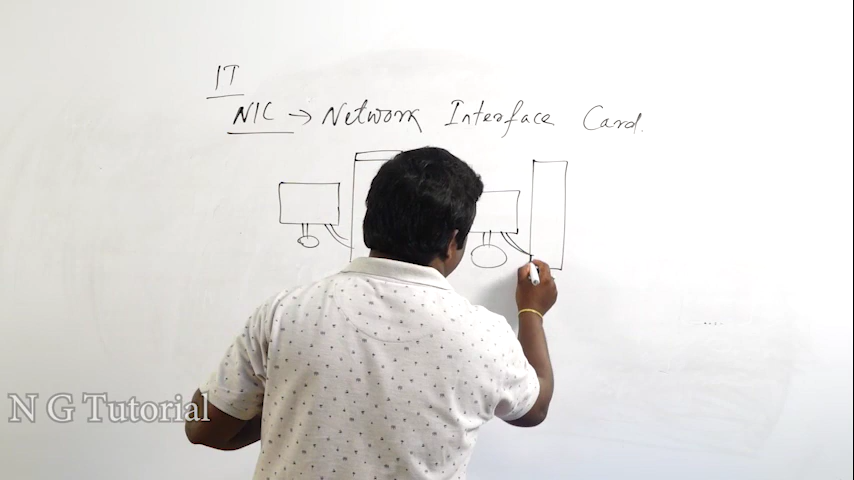 IT
NIC → Network Interface Card.
N G Tutorial